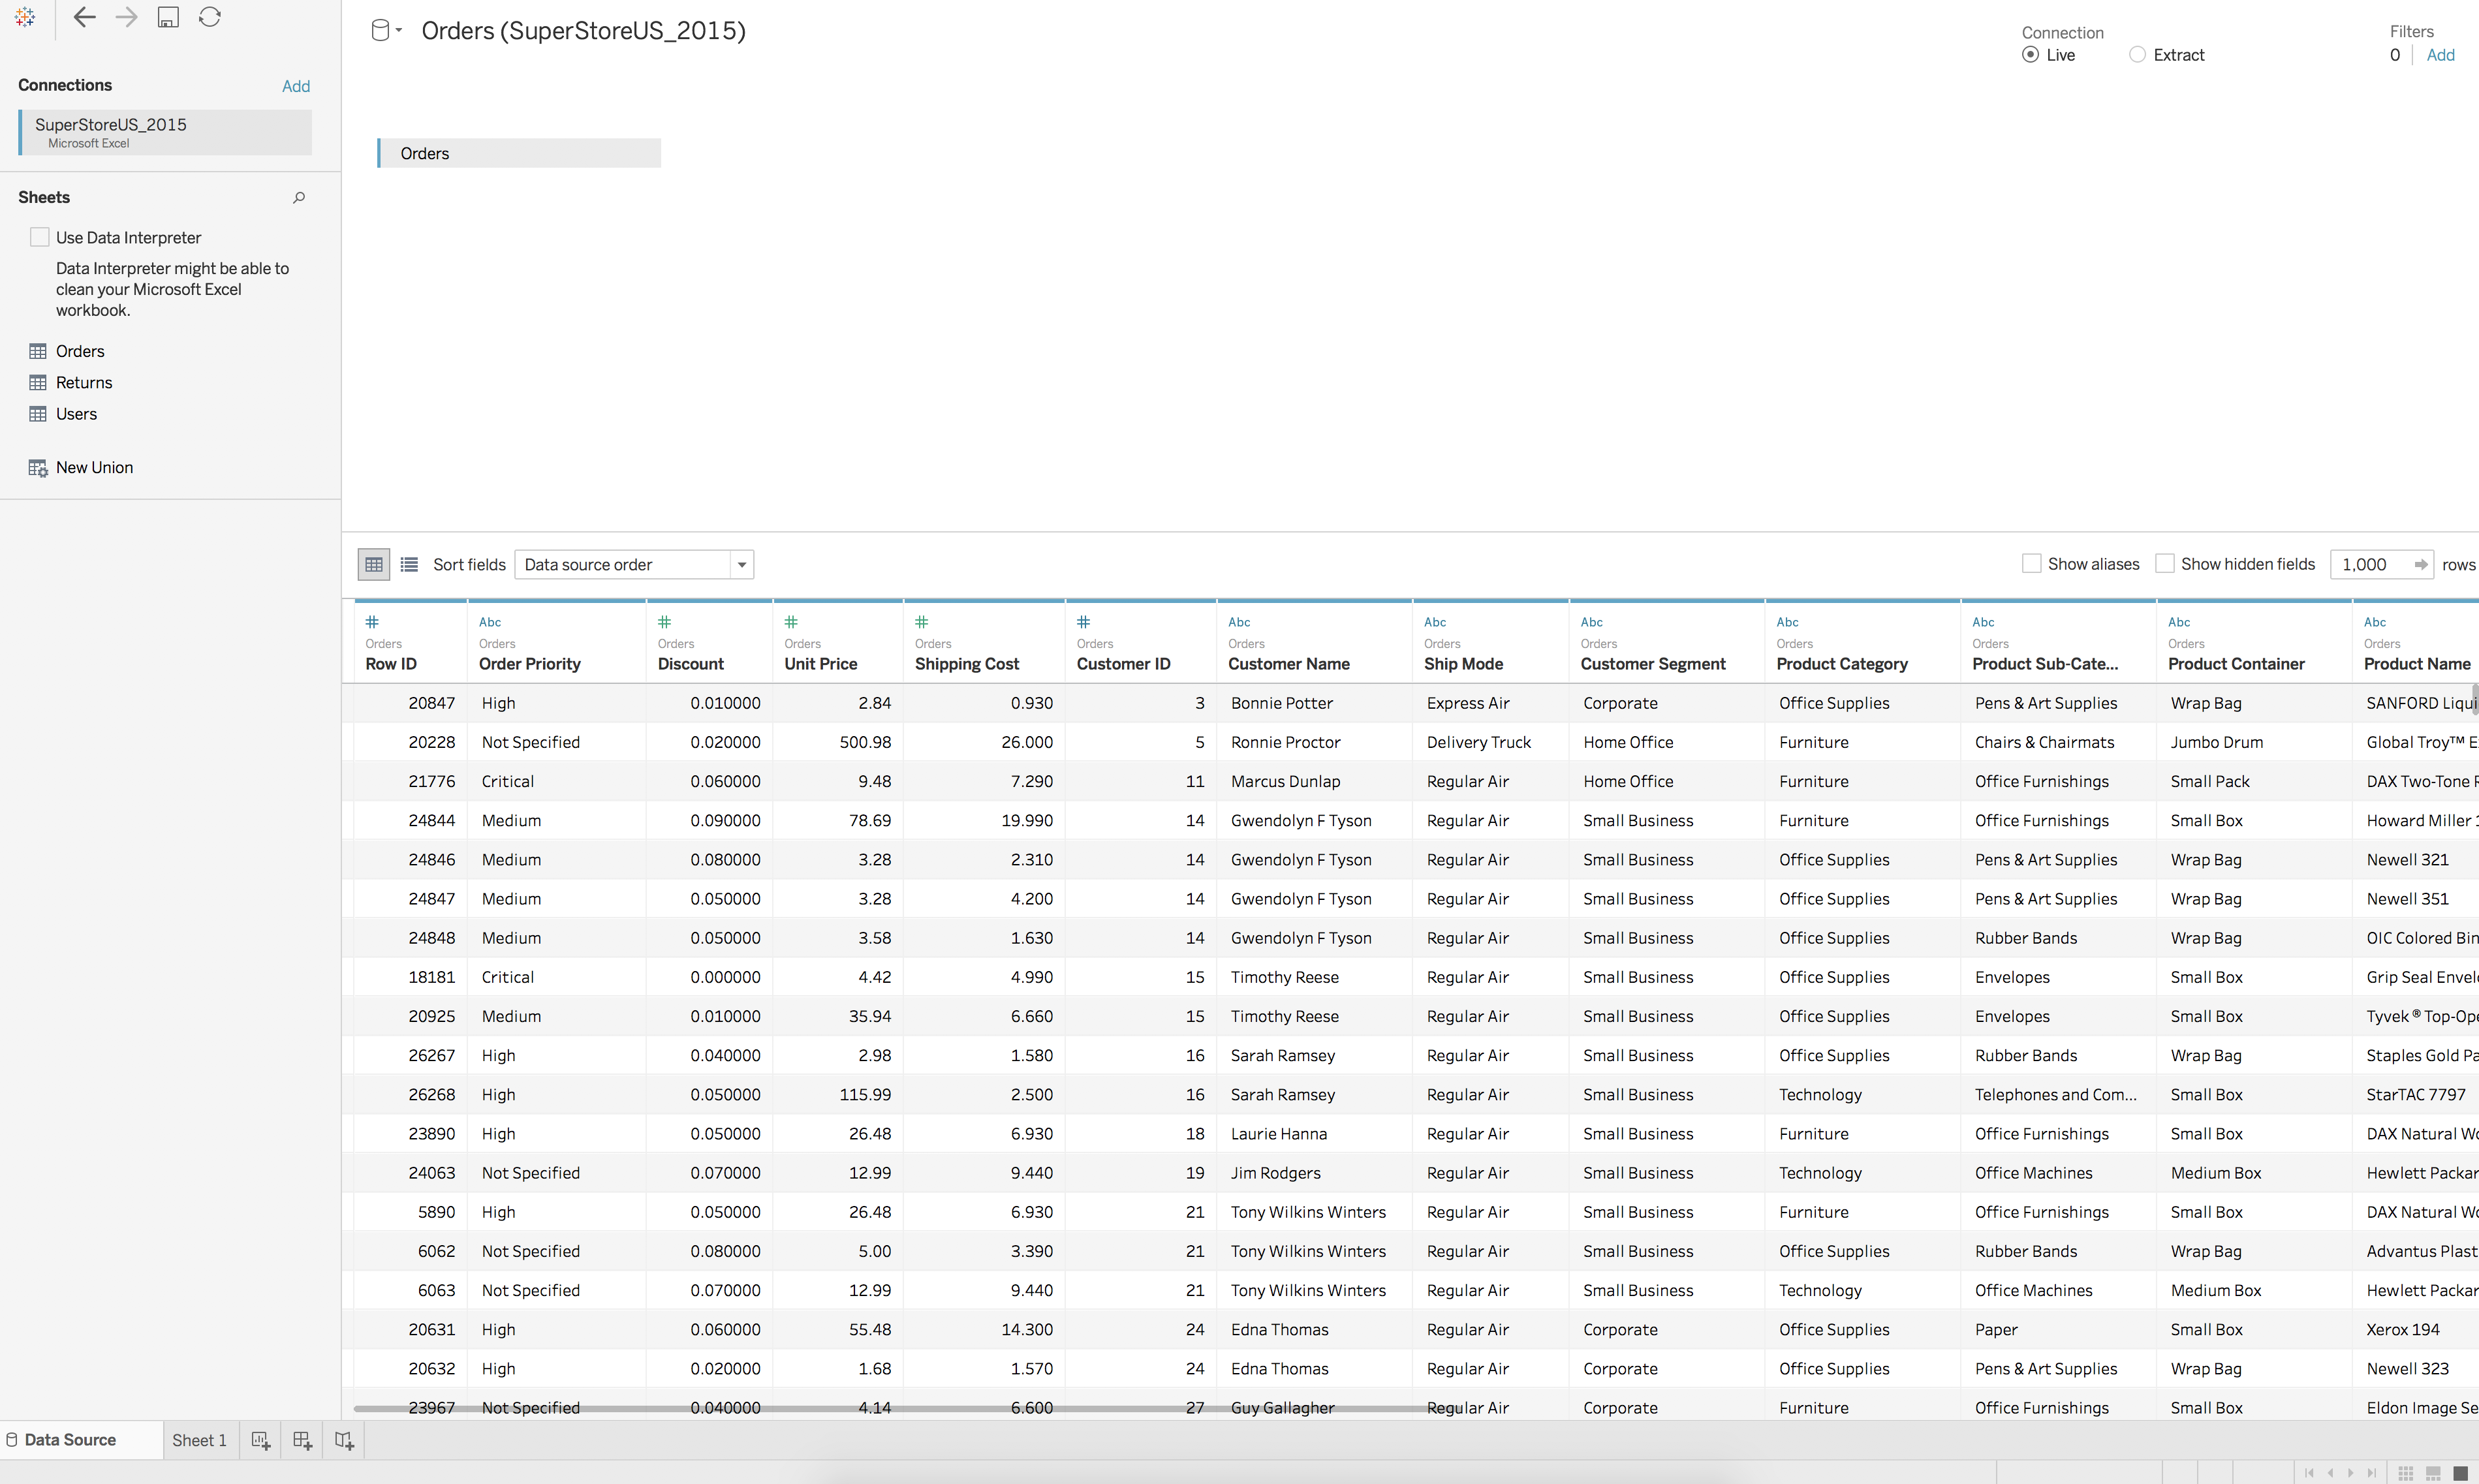 Orders (SuperStoreUS_2015)
Connection
Live
Extract
Filters
0
Add
Connections
Add
SuperStoreUS_2015
Microsoft Excel
Sheets
Use Data Interpreter
Data Interpreter might be able to
clean your Microsoft Excel
workbook.
Orders
Returns
Users
New Union
Orders
Sort fields Data source order
Show aliases Show hidden fields 1,000 rows
# Abc # # # # Abc Abc Abc Abc Abc Abc Abc
Orders Orders Orders Orders Orders Orders Orders Orders Orders Orders Orders Orders Orders
Row ID Order Priority Discount Unit Price Shipping Cost Customer ID Customer Name Ship Mode Customer Segment Product Category Product Sub-Cate... Product Container Product Name
20847 High 0.010000 2.84 0.930 3 Bonnie Potter Express Air Corporate Office Supplies Pens & Art Supplies Wrap Bag SANFORD Liqui
20228 Not Specified 0.020000 500.98 26.000 5 Ronnie Proctor Delivery Truck Home Office Furniture Chairs & Chairmats Jumbo Drum Global Troy™ E
21776 Critical 0.060000 9.48 7.290 11 Marcus Dunlap Regular Air Home Office Furniture Office Furnishings Small Pack DAX Two-Tone
24844 Medium 0.090000 78.69 19.990 14 Gwendolyn F Tyson Regular Air Small Business Furniture Office Furnishings Small Box Howard Miller
24846 Medium 0.080000 3.28 2.310 14 Gwendolyn F Tyson Regular Air Small Business Office Supplies Pens & Art Supplies Wrap Bag Newell 321
24847 Medium 0.050000 3.28 4.200 14 Gwendolyn F Tyson Regular Air Small Business Office Supplies Pens & Art Supplies Wrap Bag Newell 351
24848 Medium 0.050000 3.58 1.630 14 Gwendolyn F Tyson Regular Air Small Business Office Supplies Rubber Bands Wrap Bag OIC Colored Bin
18181 Critical 0.000000 4.42 4.990 15 Timothy Reese Regular Air Small Business Office Supplies Envelopes Small Box Grip Seal Envel
20925 Medium 0.010000 35.94 6.660 15 Timothy Reese Regular Air Small Business Office Supplies Envelopes Small Box Tyvek ® Top-Ope
26267 High 0.040000 2.98 1.580 16 Sarah Ramsey Regular Air Small Business Office Supplies Rubber Bands Wrap Bag Staples Gold Pa
26268 High 0.050000 115.99 2.500 16 Sarah Ramsey Regular Air Small Business Technology Telephones and Com... Small Box StarTAC 7797
23890 High 0.050000 26.48 6.930 18 Laurie Hanna Regular Air Small Business Furniture Office Furnishings Small Box DAX Natural Wo
24063 Not Specified 0.070000 12.99 9.440 19 Jim Rodgers Regular Air Small Business Technology Office Machines Medium Box Hewlett Packar
5890 High 0.050000 26.48 6.930 21 Tony Wilkins Winters Regular Air Small Business Furniture Office Furnishings Small Box DAX Natural Wo
6062 Not Specified 0.080000 5.00 3.390 21 Tony Wilkins Winters Regular Air Small Business Office Supplies Rubber Bands Wrap Bag Advantus Plast
6063 Not Specified 0.070000 12.99 9.440 21 Tony Wilkins Winters Regular Air Small Business Technology Office Machines Medium Box Hewlett Packar
20631 High 0.060000 55.48 14.300 24 Edna Thomas Regular Air Corporate Office Supplies Paper Small Box Xerox 194
20632 High 0.020000 1.68 1.570 24 Edna Thomas Regular Air Corporate Office Supplies Pens & Art Supplies Wrap Bag Newell 323
23967 Not Specified 0.040000 4.14 6.600 27 Guy Gallagher Regular Air Corporate Furniture Office Furnishings Small Box Eldon Image Se
Data Source Sheet 1